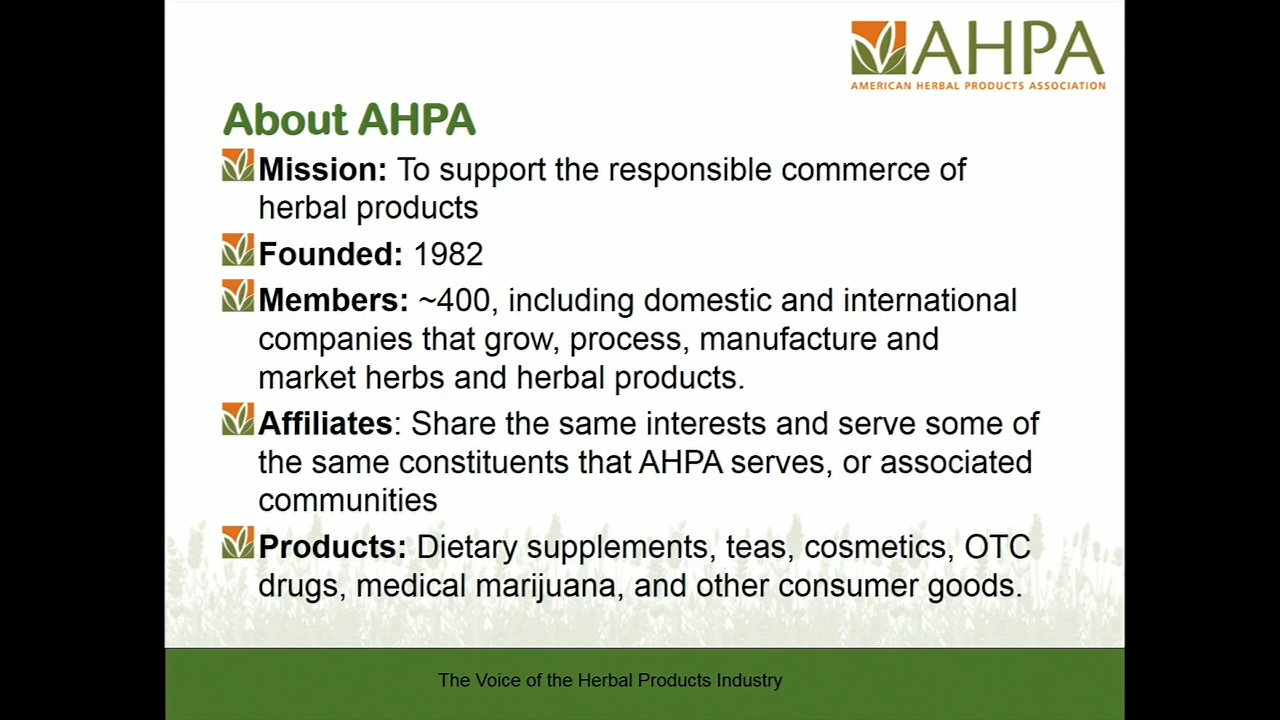 AHPA
AMERICAN HERBAL PRODUCTS ASSOCIATION
About AHPA
Mission: To support the responsible commerce of
herbal products
Founded: 1982
Members: ~400, including domestic and international
companies that grow, process, manufacture and
market herbs and herbal products.
Affiliates: Share the same interests and serve some of
the same constituents that AHPA serves, or associated
communities
Products: Dietary supplements, teas, cosmetics, OTC
drugs, medical marijuana, and other consumer goods.
The Voice of the Herbal Products Industry